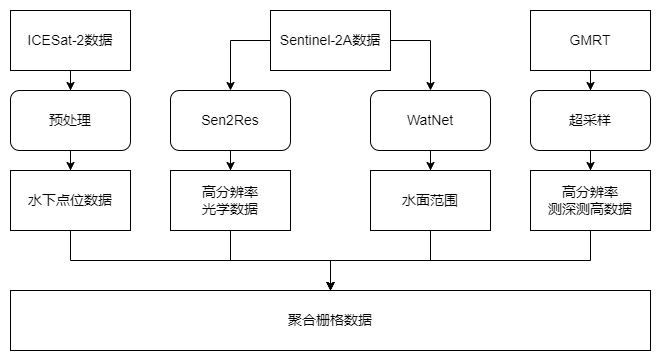 ICESat-2数据
Sentinel-2A数据
GMRT
预处理
Sen2Res
WatNet
超采样
水下点位数据
高分辨率
光学数据
水面范围
高分辨率
测深测高数据
聚合栅格数据